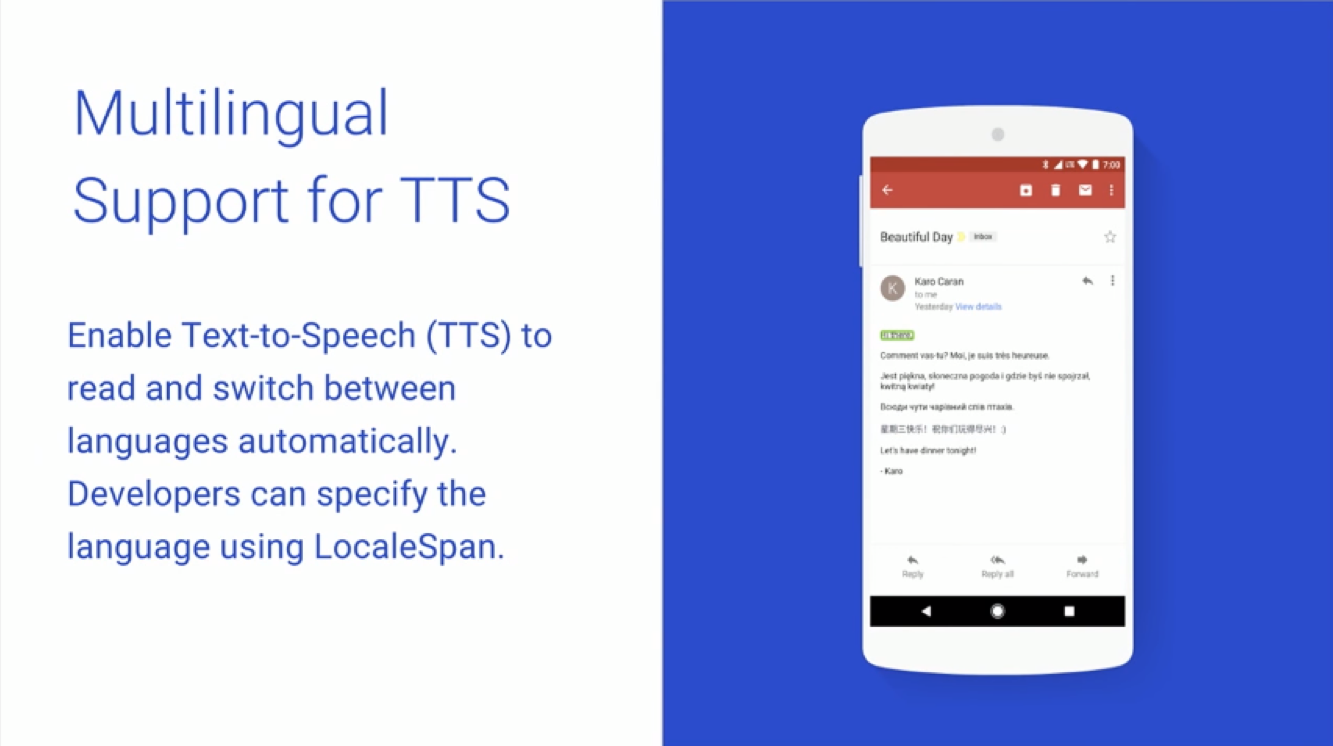 Multilingual
Support for TTS
Enable Text-to-Speech (TTS) to
read and switch between
languages automatically.
Developers can specify the
language using LocaleSpan.
LTE 7:00
Beautiful Day Inbox
K
Karo Caran
to me
Yesterday View details
Hi there,
Comment vas-tu? Moi, je suis très heureuse.
Jest piękna, słoneczna pogoda i gdzie byś nie spojrzał,
kwitną kwiaty!
Всюди чути чарівний спів птахів.
星期三快乐！祝你们玩得尽兴！:)
Let's have dinner tonight!
- Karo
Reply Reply all Forward